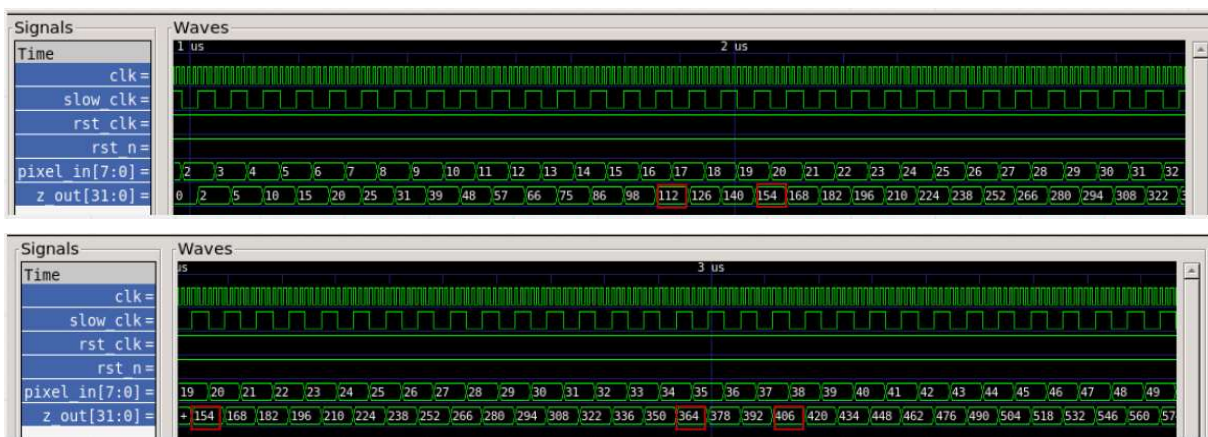 Signals
Waves
Time
1 us
2 us
clk =
slow_clk =
rst_clk =
rst_n =
pixel_in[7:0] =
2 3 4 5 6 7 8 9 10 11 12 13 14 15 16 17 18 19 20 21 22 23 24 25 26 27 28 29 30 31 32
z_out[31:0] =
0 2 5 10 15 20 25 31 39 48 57 66 75 86 98 112 126 140 154 168 182 196 210 224 238 252 266 280 294 308 322 3
Signals
Waves
Time
us
3 us
clk =
slow_clk =
rst_clk =
rst_n =
pixel_in[7:0] =
19 20 21 22 23 24 25 26 27 28 29 30 31 32 33 34 35 36 37 38 39 40 41 42 43 44 45 46 47 48 49
z_out[31:0] =
+ 154 168 182 196 210 224 238 252 266 280 294 308 322 336 350 364 378 392 406 420 434 448 462 476 490 504 518 532 546 560 57